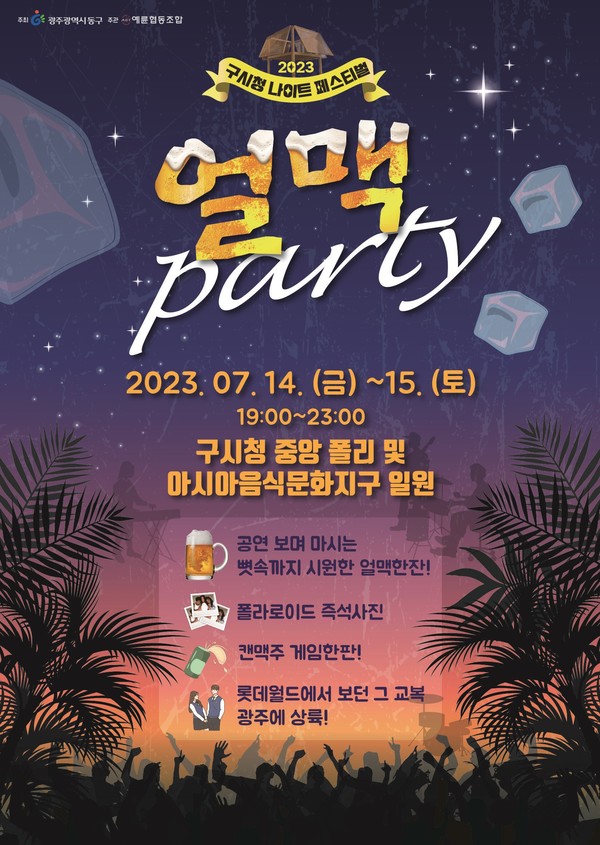 주최 광주광역시동구 주관 예륜협동조합
2023
구시청 나이트 페스티벌
얼맥
party
2023. 07. 14. (금) ~15. (토)
19:00~23:00
구시청 중앙 폴리 및
아시아음식문화지구 일원
공연 보며 마시는
뼛속까지 시원한 얼맥한잔!
폴라로이드 즉석사진
캔맥주 게임한판!
롯데월드에서 보던 그 교복
광주에 상륙!